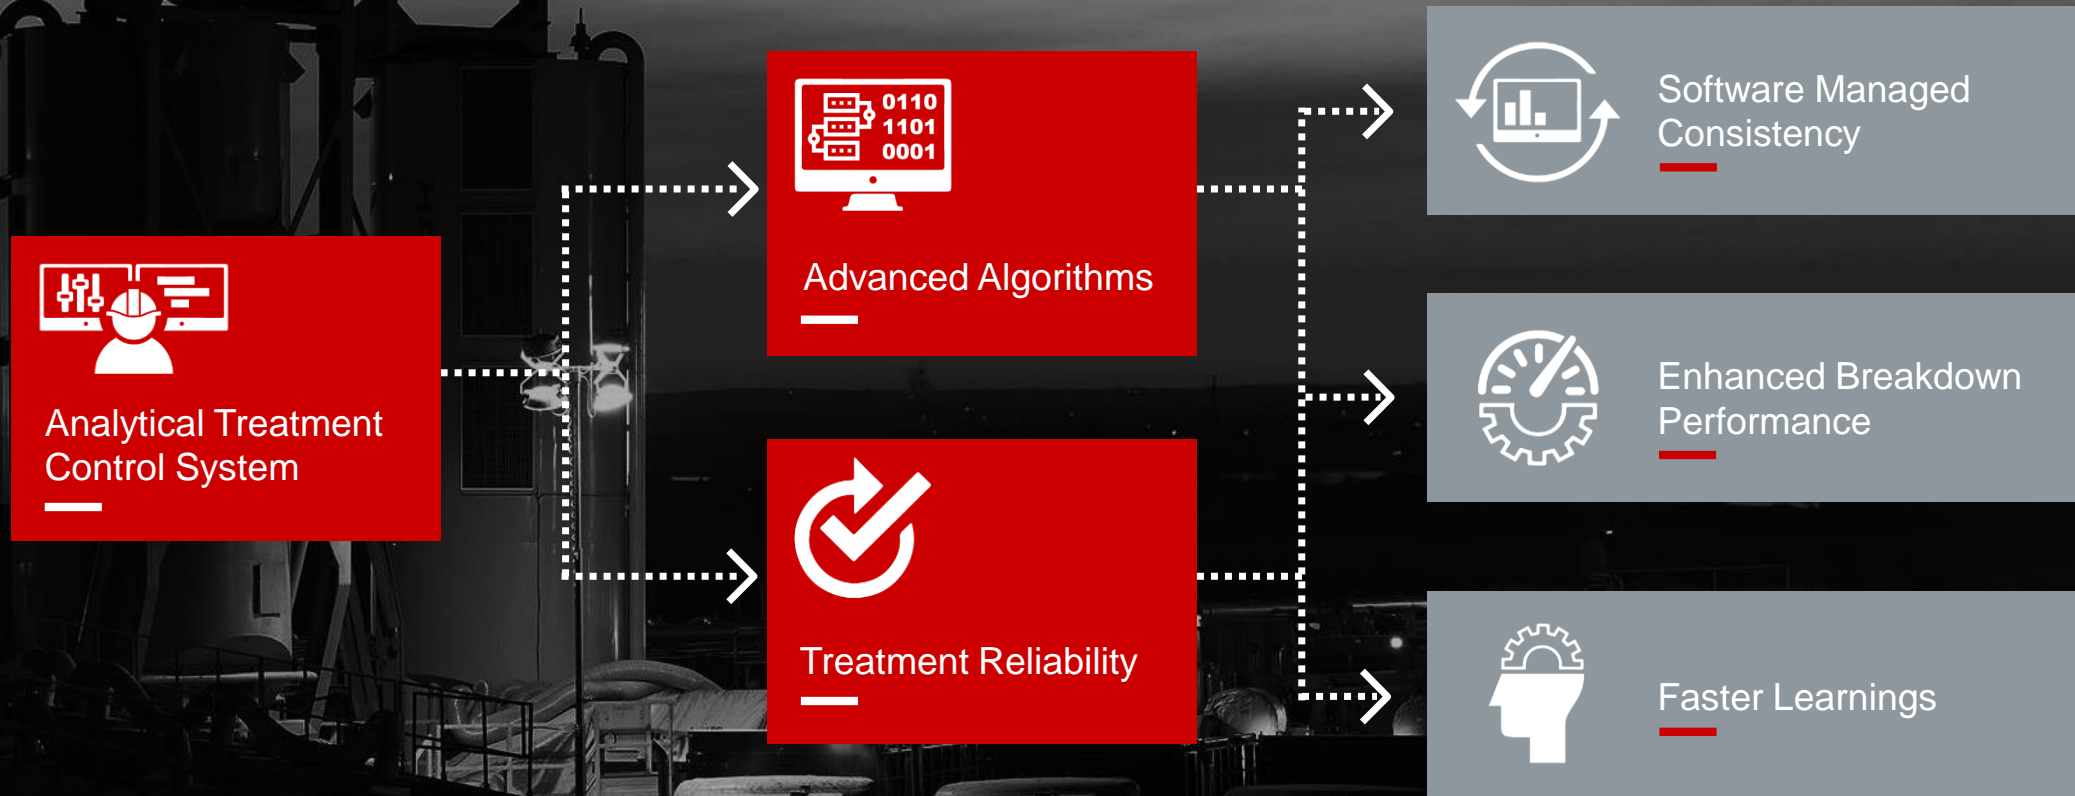 Analytical Treatment
Control System
0110
1101
0001
Advanced Algorithms
Treatment Reliability
Software Managed
Consistency
Enhanced Breakdown
Performance
Faster Learnings